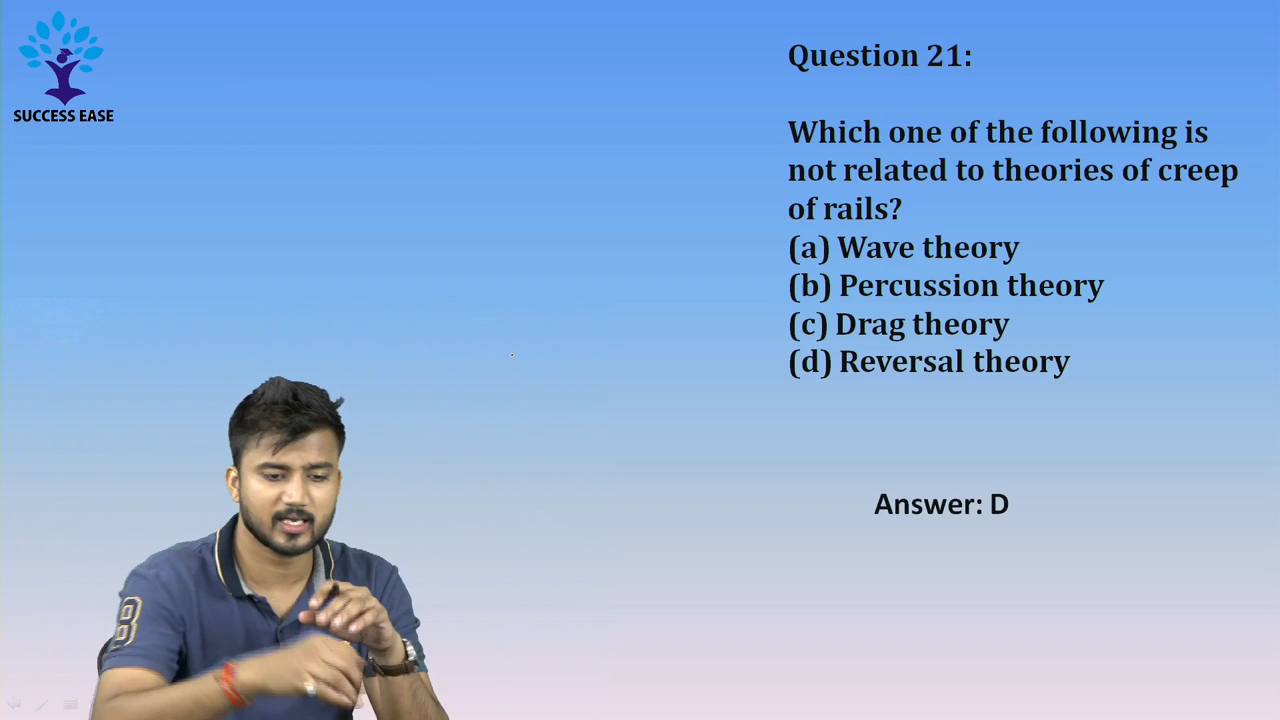 SUCCESS EASE
Question 21:
Which one of the following is
not related to theories of creep
of rails?
(a) Wave theory
(b) Percussion theory
(c) Drag theory
(d) Reversal theory
Answer: D
8